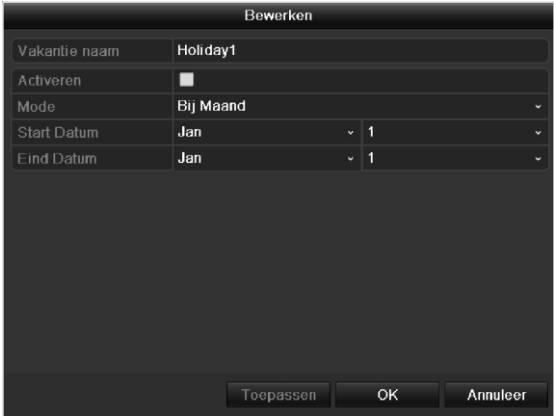 Bewerken
Vakantie naam Holiday1
Activeren
Mode Bij Maand
Start Datum Jan 1
Eind Datum Jan 1
Toepassen OK Annuleer